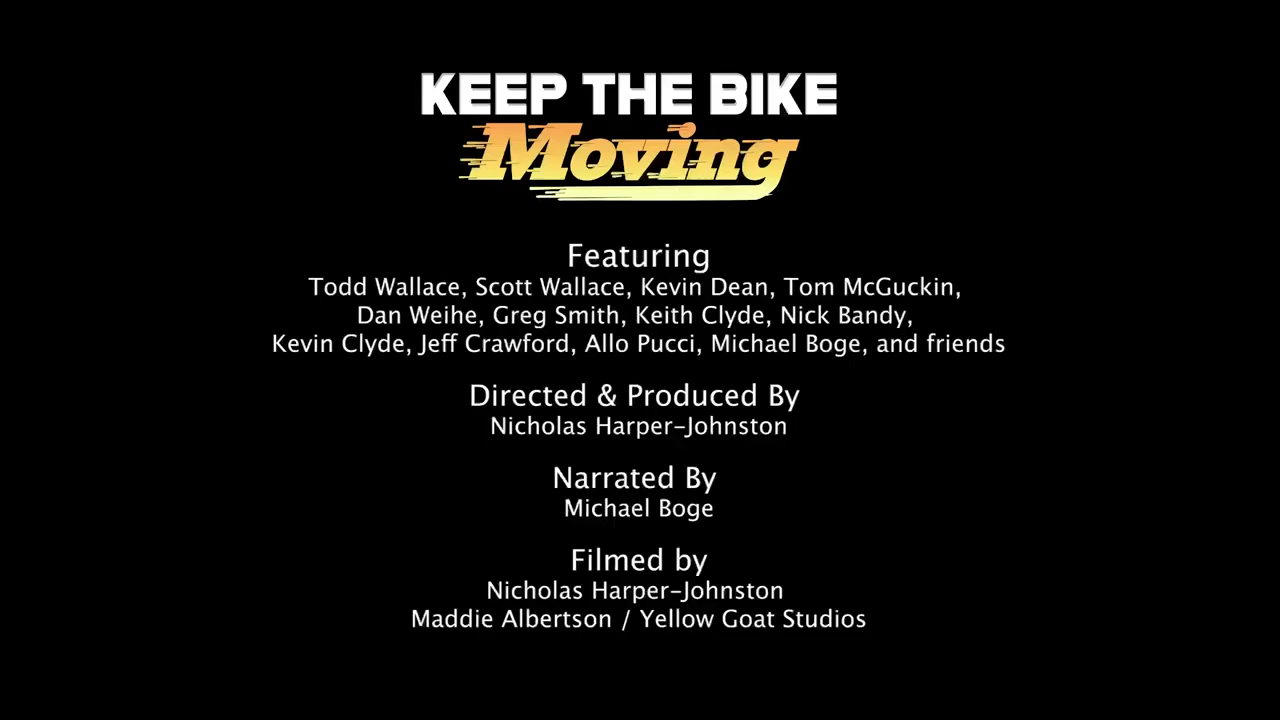 KEEP THE BIKE
Moving
Featuring
Todd Wallace, Scott Wallace, Kevin Dean, Tom McGuckin,
Dan Weihe, Greg Smith, Keith Clyde, Nick Bandy,
Kevin Clyde, Jeff Crawford, Allo Pucci, Michael Boge, and friends
Directed & Produced By
Nicholas Harper-Johnston
Narrated By
Michael Boge
Filmed by
Nicholas Harper-Johnston
Maddie Albertson / Yellow Goat Studios